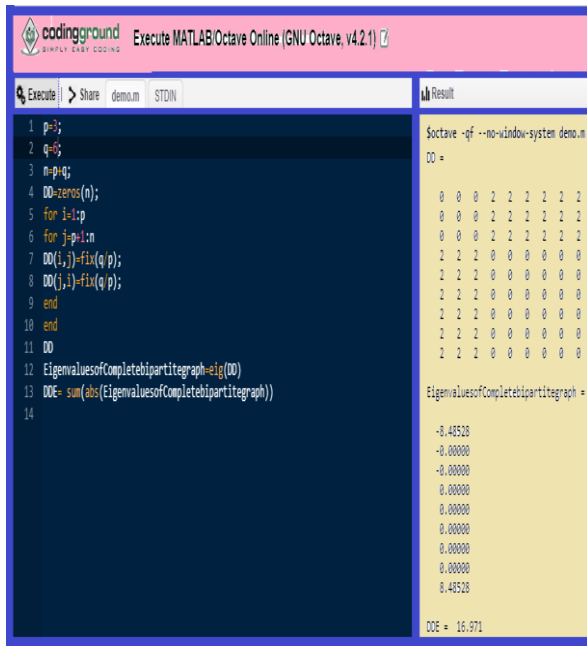 codingground
SIMPLY EASY CODING
Execute MATLAB/Octave Online (GNU Octave, v4.2.1)
Execute | Share demo.m STDIN
1 p=3;
2 q=6;
3 n=p+q;
4 DD=zeros(n);
5 for i=1:p
6 for j=p+1:n
7 DD(i,j)=fix(q/p);
8 DD(j,i)=fix(q/p);
9 end
10 end
11 DD
12 EigenvaluesofCompletebipartitegraph=eig(DD)
13 DDE= sum(abs(EigenvaluesofCompletebipartitegraph))
14
Result
$octave -qf --no-window-system demo.m
DD =
0 0 0 2 2 2 2 2 2
0 0 0 2 2 2 2 2 2
0 0 0 2 2 2 2 2 2
2 2 2 0 0 0 0 0 0
2 2 2 0 0 0 0 0 0
2 2 2 0 0 0 0 0 0
2 2 2 0 0 0 0 0 0
2 2 2 0 0 0 0 0 0
2 2 2 0 0 0 0 0 0
EigenvaluesofCompletebipartitegraph =
-8.48528
-0.00000
-0.00000
0.00000
0.00000
0.00000
0.00000
0.00000
8.48528
DDE = 16.971